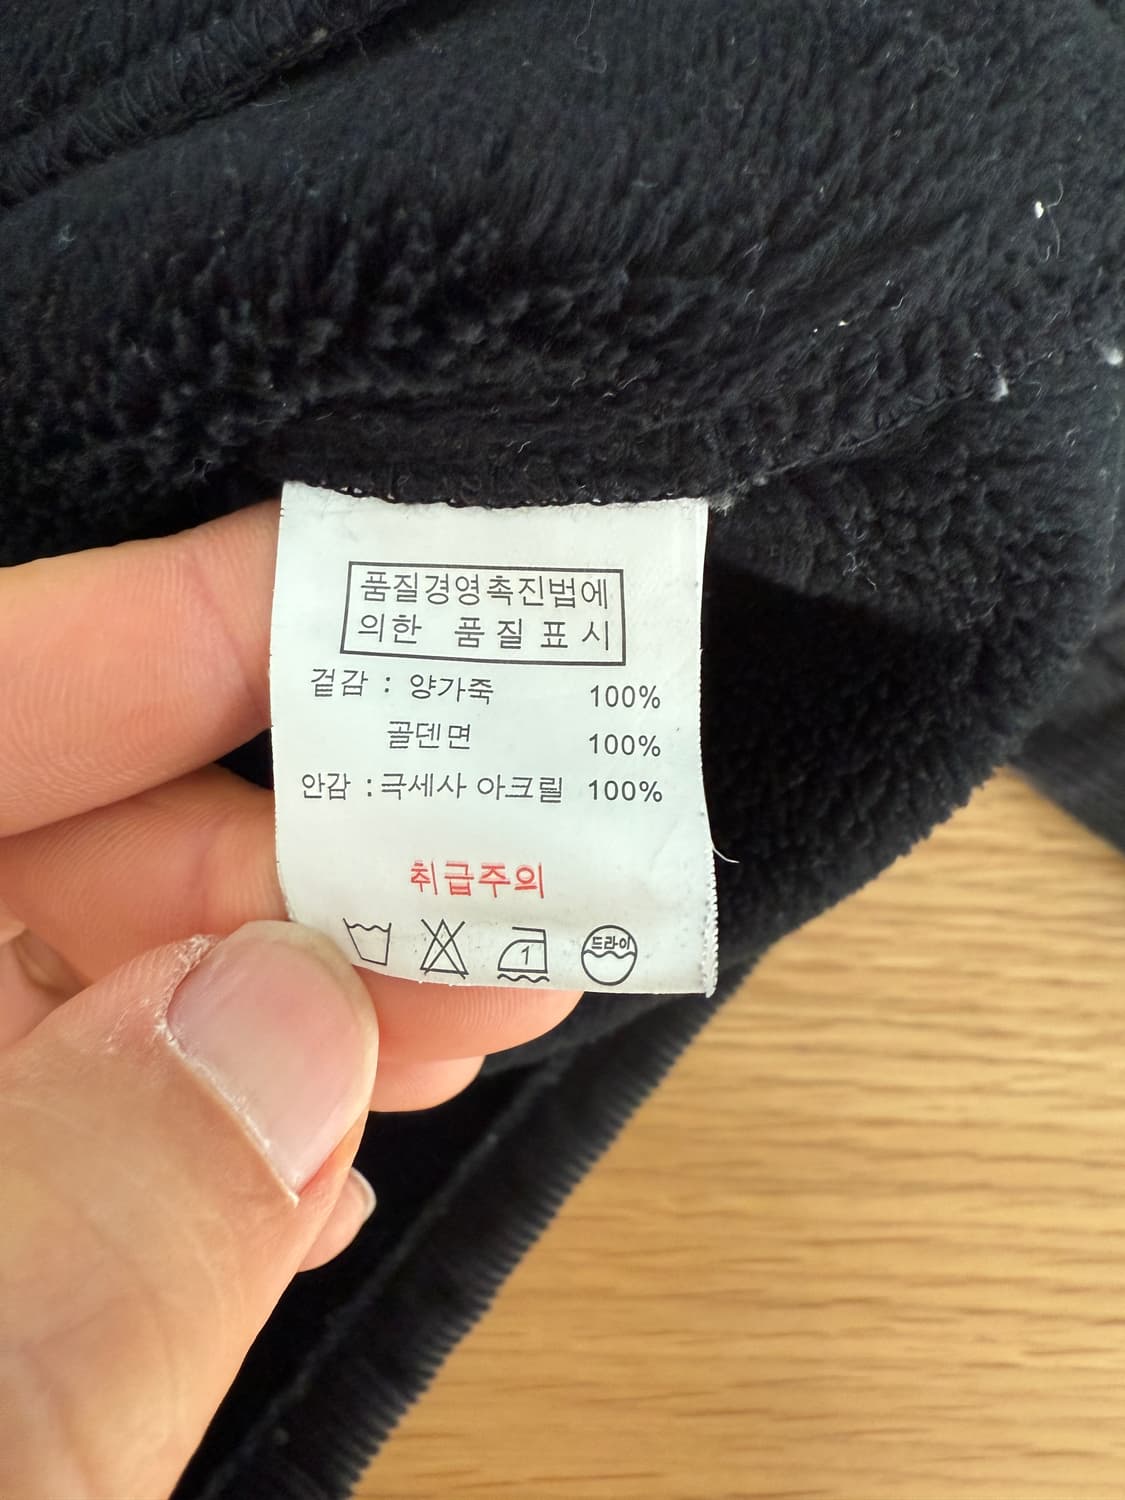 품질경영촉진법에
의한 품질표시
겉감 : 양가죽 100%
골덴면 100%
안감 : 극세사 아크릴 100%
취급주의
1 드라이